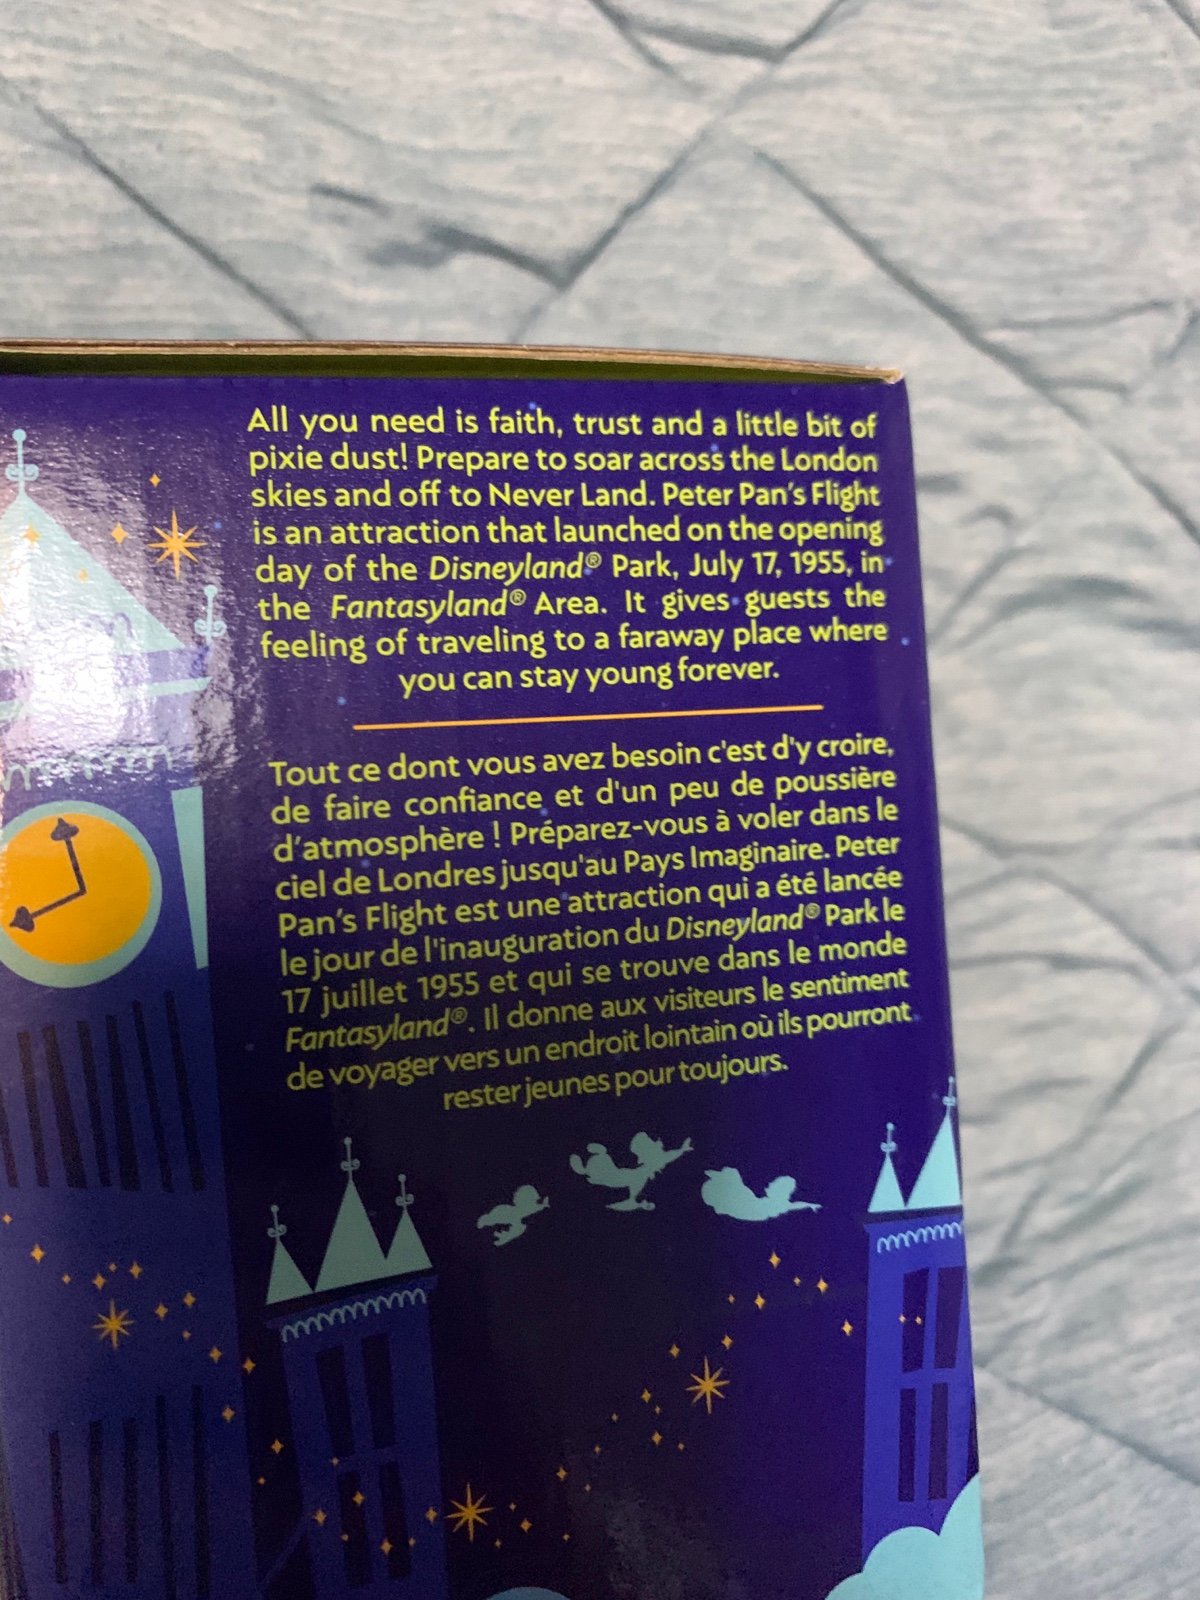 All you need is faith, trust and a little bit of
pixie dust! Prepare to soar across the London
skies and off to Never Land. Peter Pan's Flight
is an attraction that launched on the opening
day of the Disneyland® Park, July 17, 1955, in
the Fantasyland® Area. It gives guests the
feeling of traveling to a faraway place where
you can stay young forever.
Tout ce dont vous avez besoin c'est d'y croire,
de faire confiance et d'un peu de poussière
d'atmosphère ! Préparez-vous à voler dans le
ciel de Londres jusqu'au Pays Imaginaire. Peter
Pan's Flight est une attraction qui a été lancée
le jour de l'inauguration du Disneyland® Park le
17 juillet 1955 et qui se trouve dans le monde
Fantasyland®. Il donne aux visiteurs le sentiment
de voyager vers un endroit lointain où ils pourront
rester jeunes pour toujours.